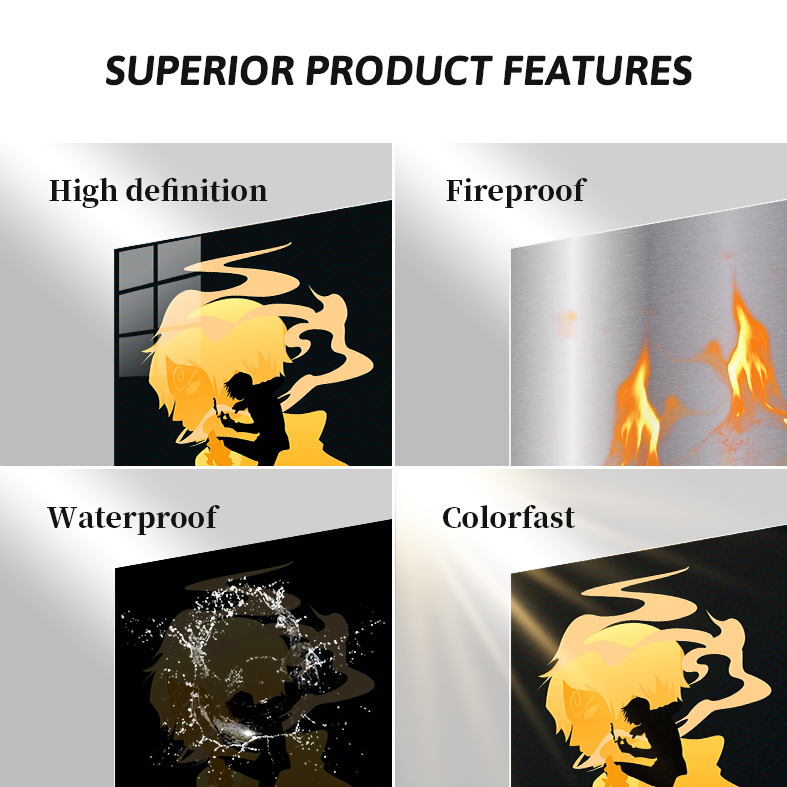 SUPERIOR PRODUCT FEATURES
High definition
Fireproof
Waterproof
Colorfast